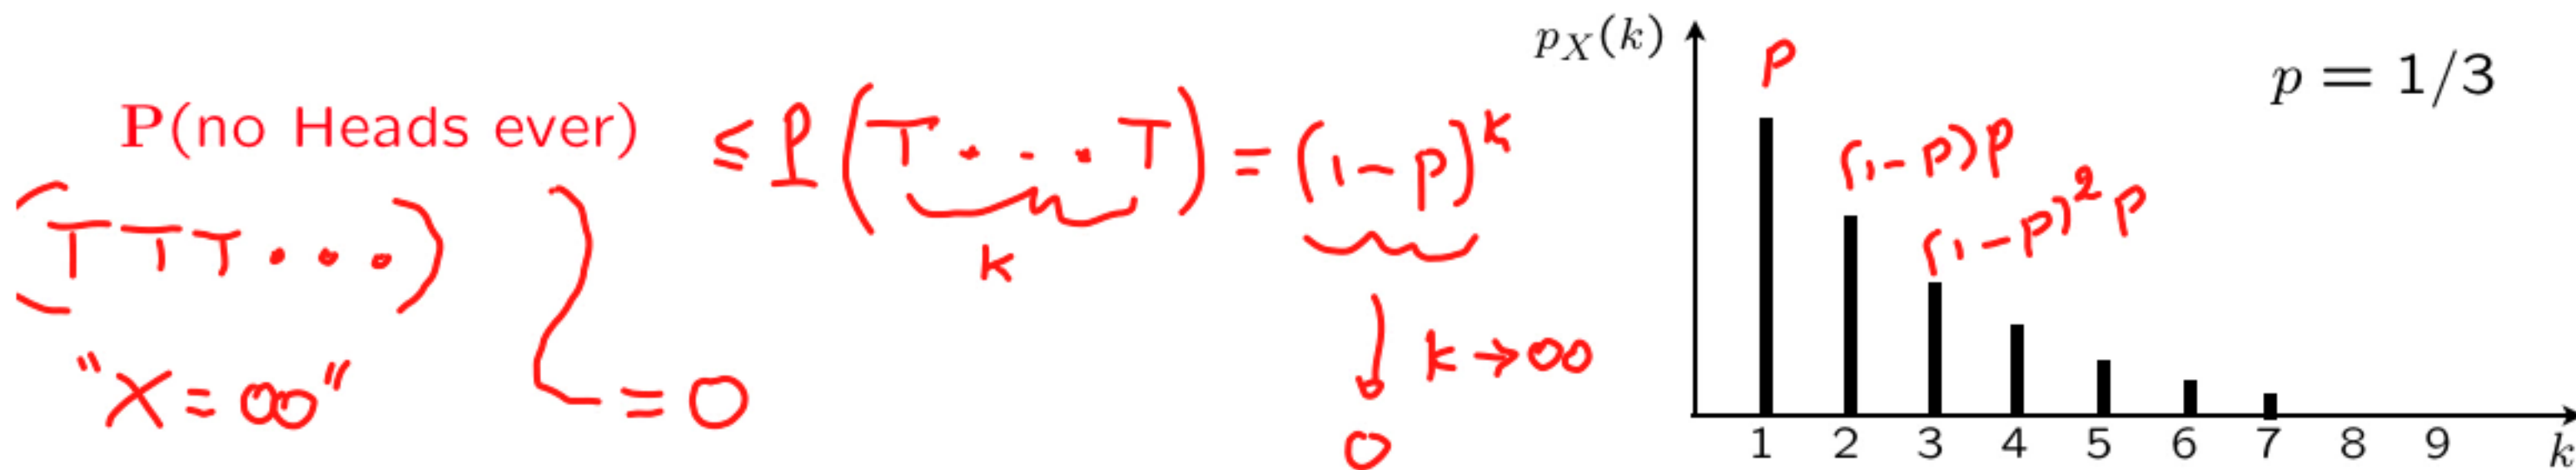 P(no Heads ever) ≤ P(T . . . T) = (1-p)^k
k
(T T T . . .)
"X = ∞"
= 0
k → ∞
0
p_X(k)
p = 1/3
p
(1-p)p
(1-p)^2 p
1 2 3 4 5 6 7 8 9
k